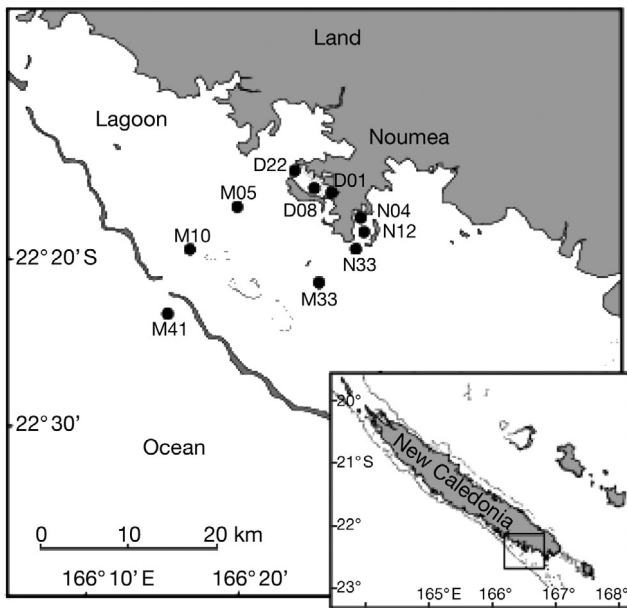 Land
Lagoon
Noumea
D22
D01
M05
D08
N04
N12
M10
N33
22°20'S
M33
M41
22°30'
Ocean
0 10 20 km
166°10'E 166°20'
20°
21°S
22°
23°
New Caledonia
165°E 166° 167° 168°